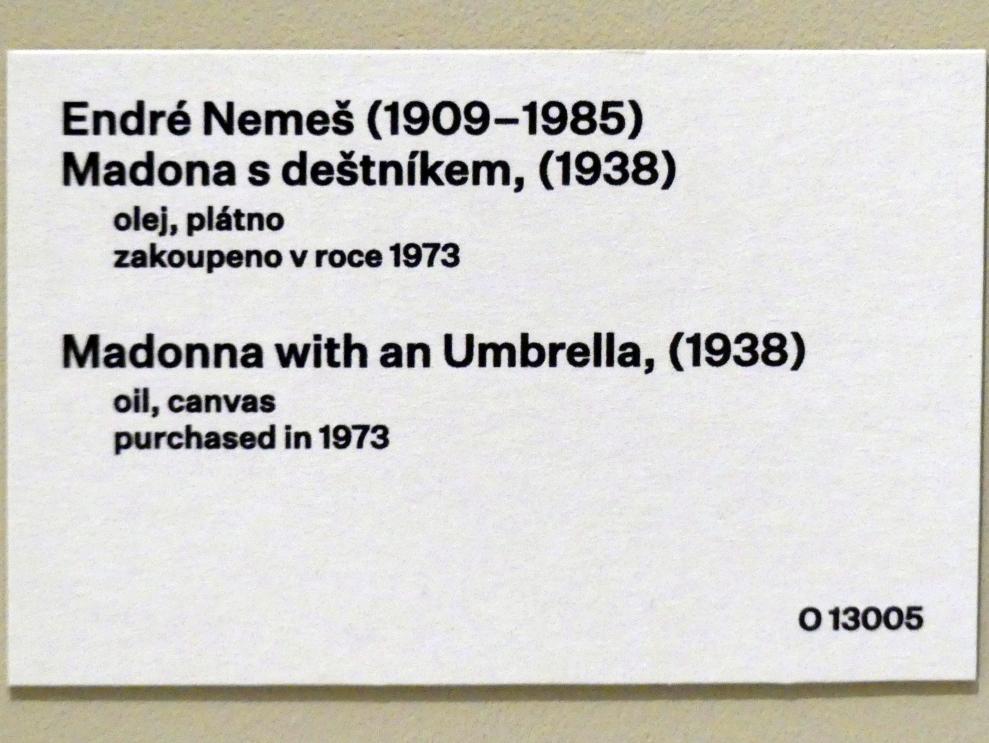 Endré Nemeš (1909–1985)
Madona s deštníkem, (1938)
olej, plátno
zakoupeno v roce 1973
Madonna with an Umbrella, (1938)
oil, canvas
purchased in 1973
O 13005